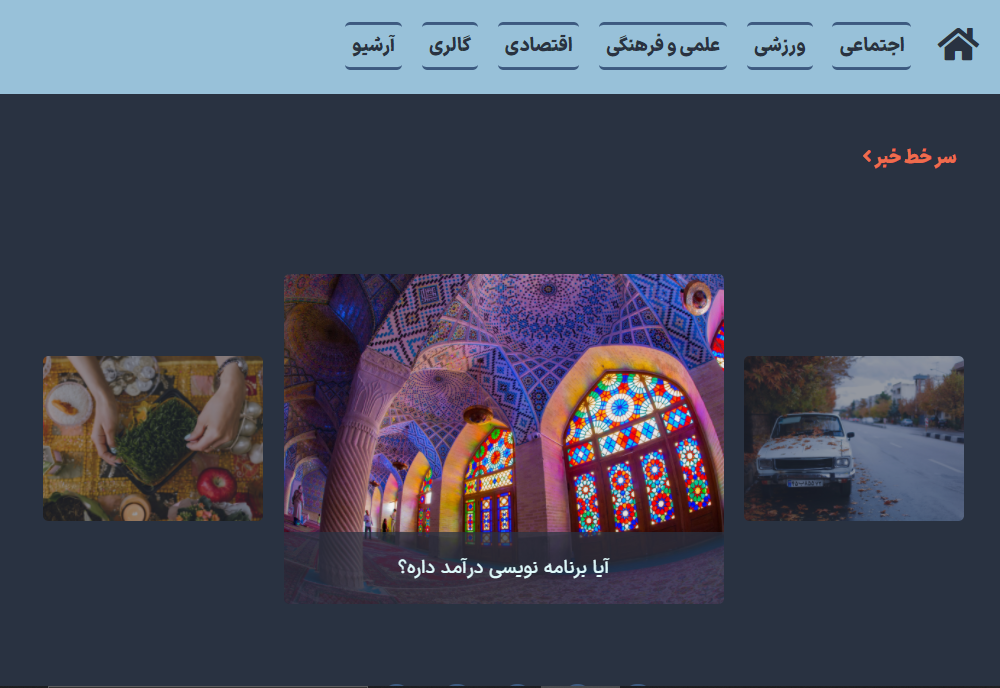 اجتماعی ورزشی علمی و فرهنگی اقتصادی گالری آرشیو
سر خط خبر
آیا برنامه نویسی درآمد داره؟